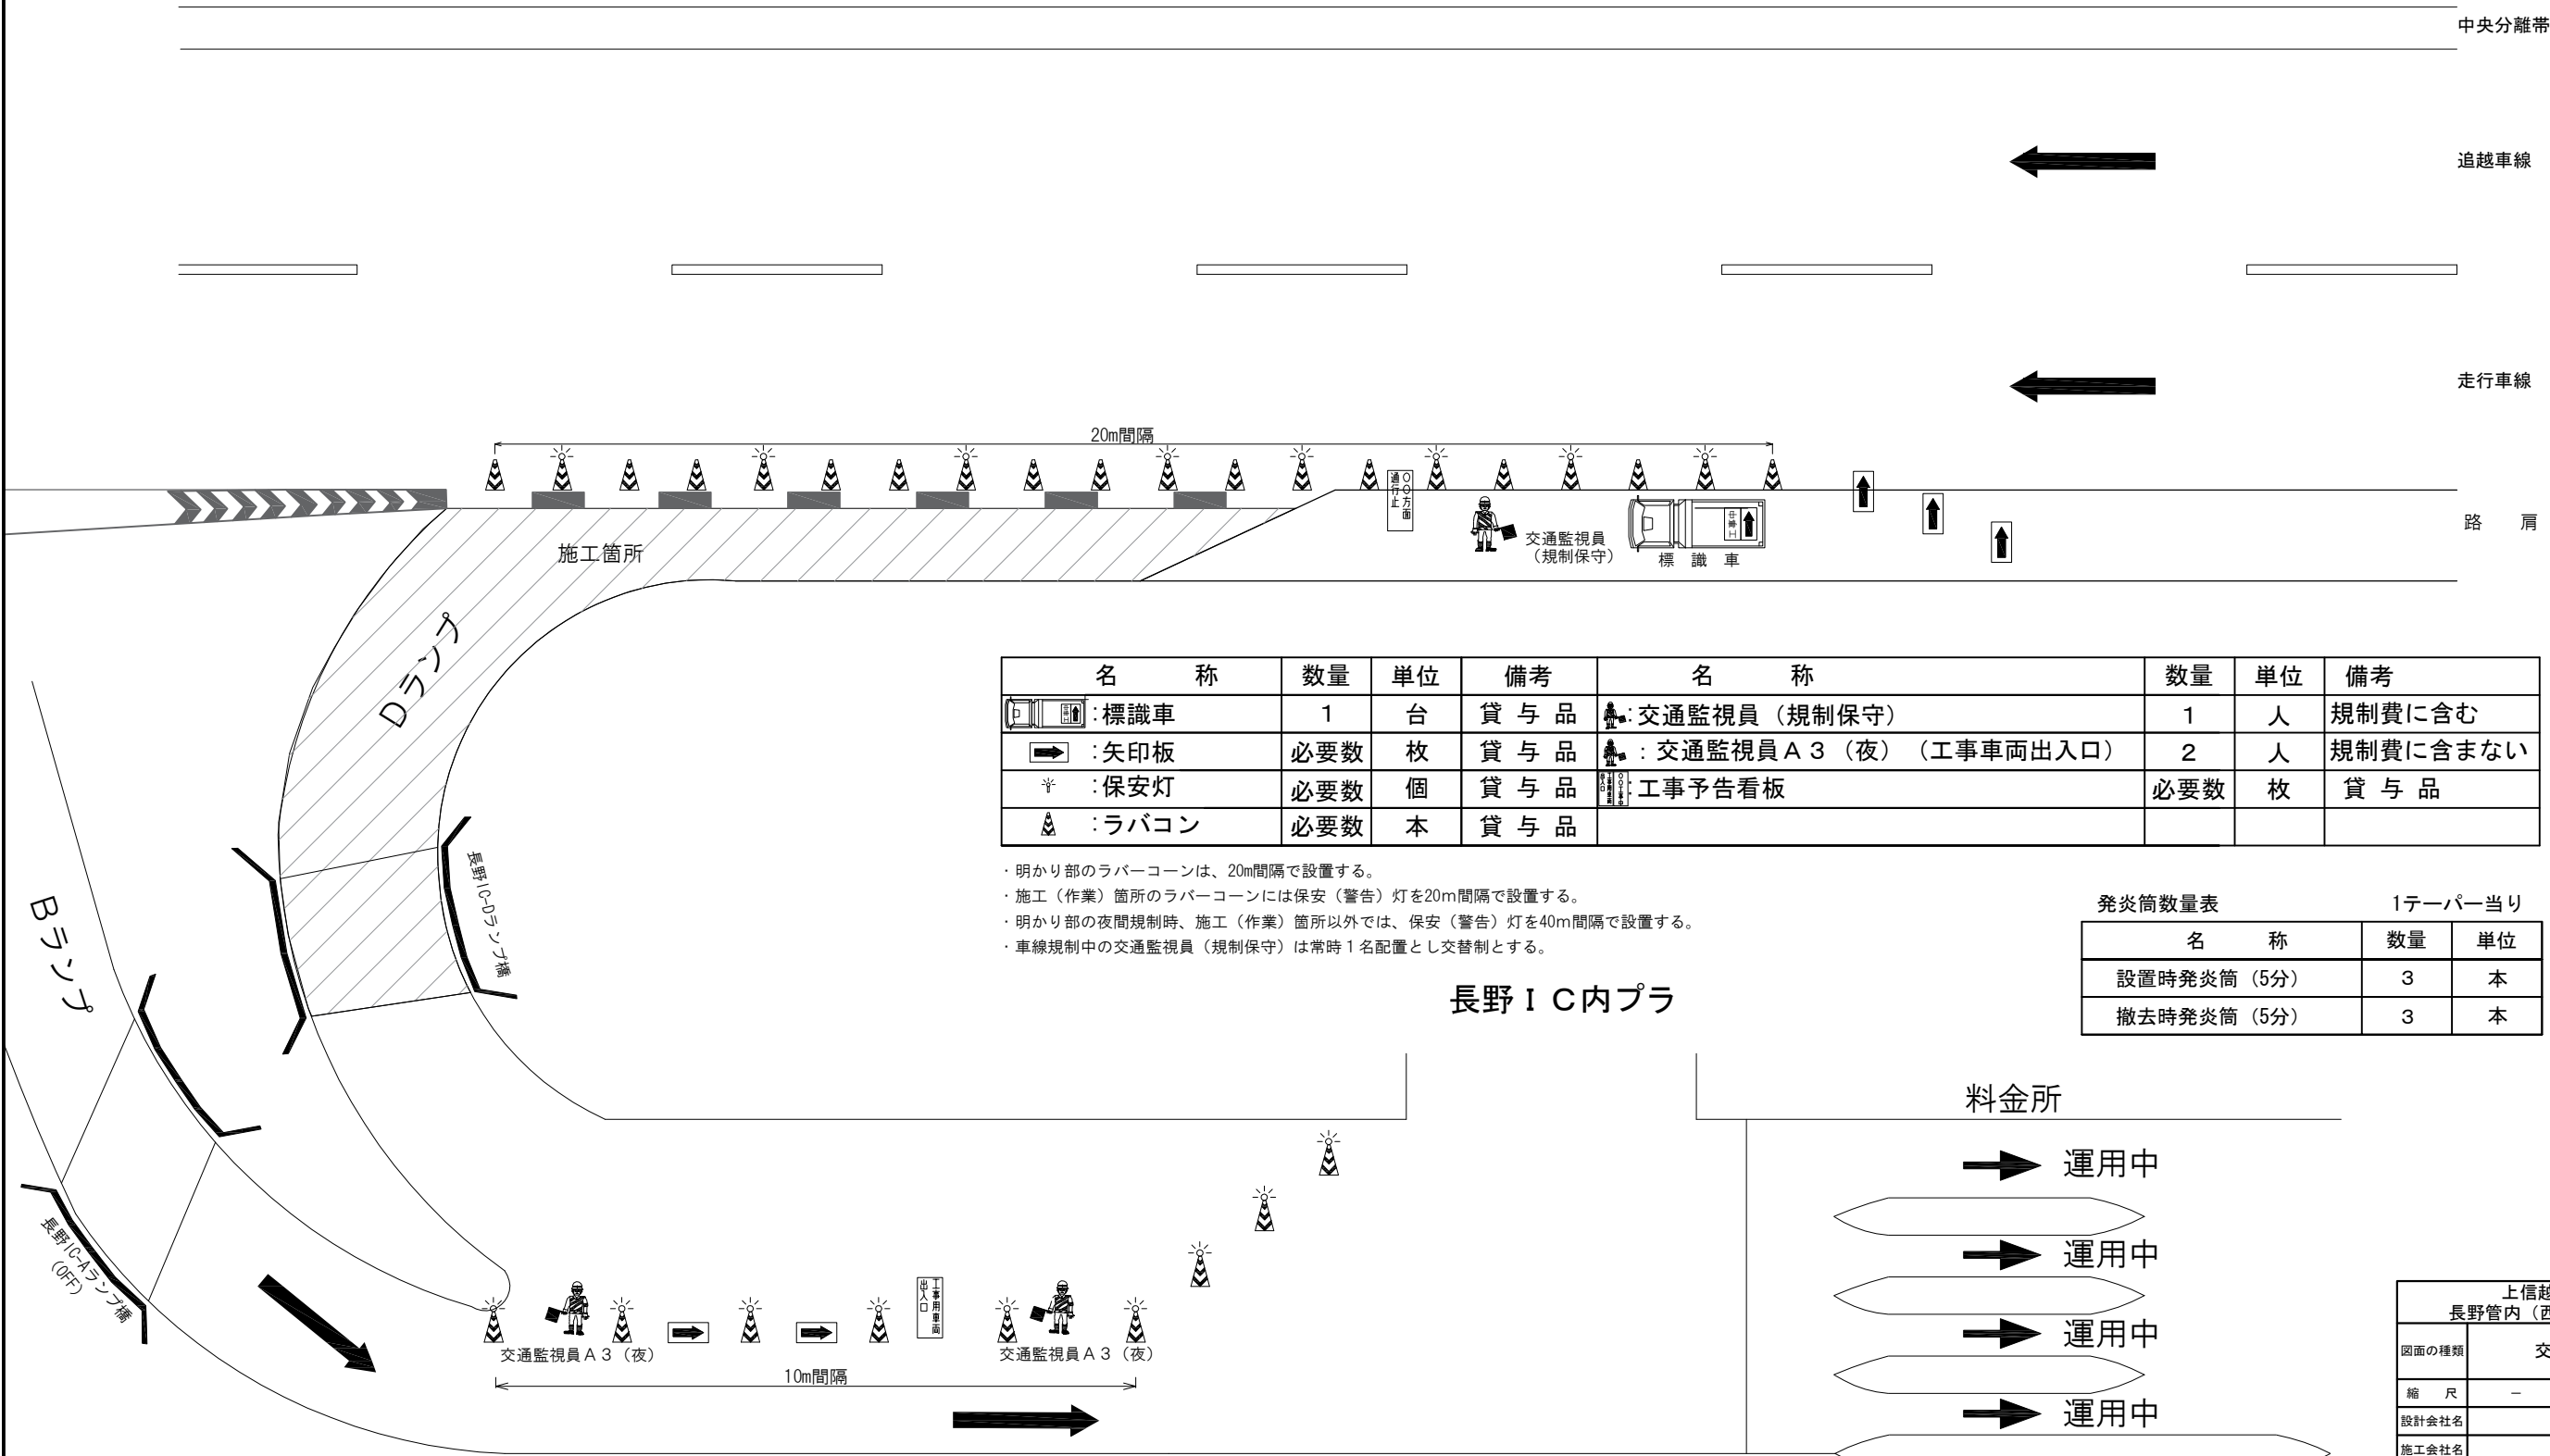 中央分離帯
追越車線
走行車線
20m間隔
〇〇方面
通行止
施工箇所
交通監視員
（規制保守）
標　識　車
路　肩
Dランプ
名　称 数量 単位 備考 名　称 数量 単位 備考
：標識車 1 台 貸与品 ：交通監視員（規制保守） 1 人 規制費に含む
：矢印板 必要数 枚 貸与品 ：交通監視員Ａ３（夜）（工事車両出入口） 2 人 規制費に含まない
：保安灯 必要数 個 貸与品 ：工事予告看板 必要数 枚 貸与品
：ラバコン 必要数 本 貸与品
・明かり部のラバーコーンは、20m間隔で設置する。
・施工（作業）箇所のラバーコーンには保安（警告）灯を20m間隔で設置する。
・明かり部の夜間規制時、施工（作業）箇所以外では、保安（警告）灯を40m間隔で設置する。
・車線規制中の交通監視員（規制保守）は常時１名配置とし交替制とする。
長野IC-Dランプ橋
Bランプ
発炎筒数量表 1テーパー当り
名　称 数量 単位
設置時発炎筒（5分） 3 本
撤去時発炎筒（5分） 3 本
長野ＩＣ内プラ
料金所
運用中
運用中
運用中
運用中
長野IC-Aランプ橋
(OFF)
工事用車両
出入口
交通監視員Ａ３（夜）
交通監視員Ａ３（夜）
10m間隔
上信越
長野管内（西
図面の種類 交
縮　尺 －
設計会社名
施工会社名